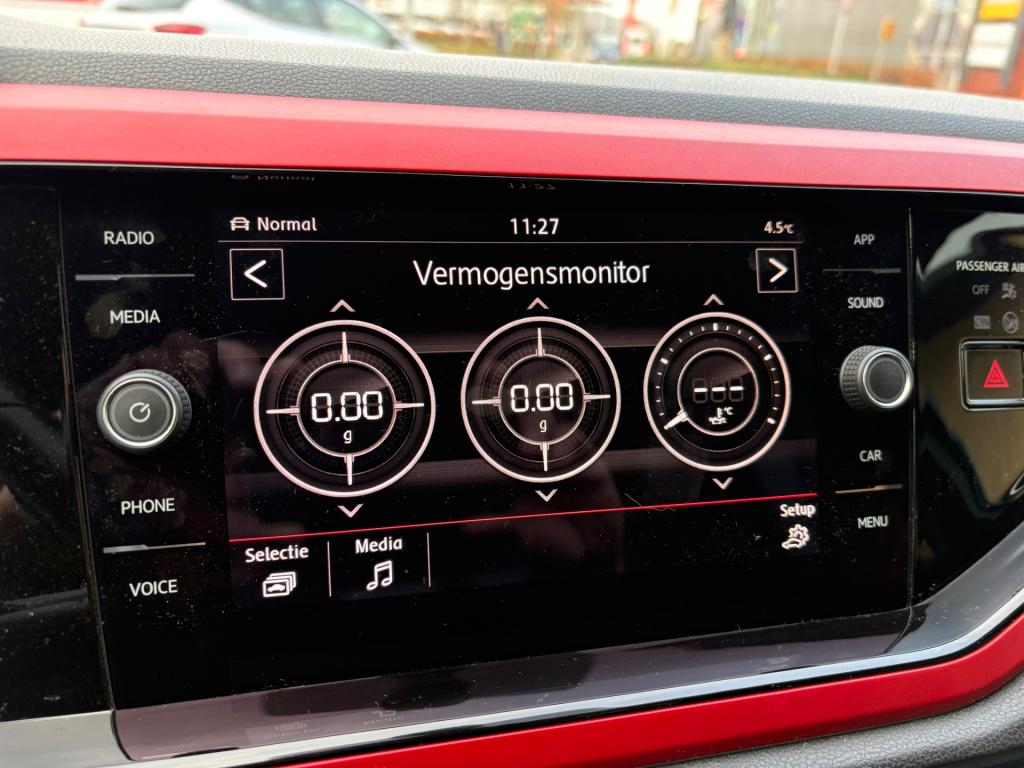 Normal
11:27
4.5°C
RADIO
MEDIA
PHONE
VOICE
<
Vermogensmonitor
>
0.00
g
0.00
g
---
°C
Selectie
Media
Setup
APP
SOUND
CAR
MENU
PASSENGER AIR
OFF